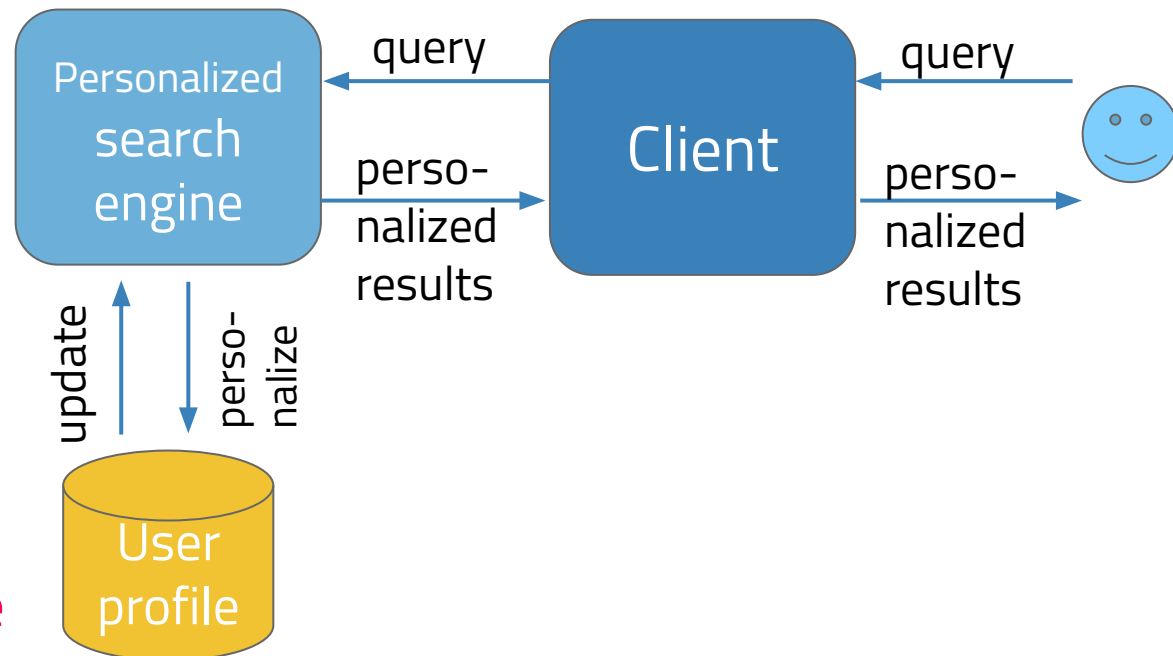 Personalized
search
engine
query
perso-
nalized
results
Client
query
perso-
nalized
results
update
perso-
nalize
User
profile
e